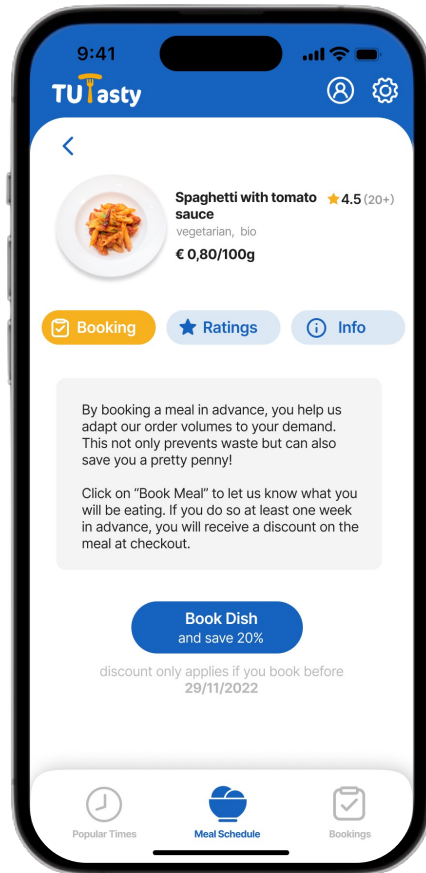 9:41
TUTasty
Spaghetti with tomato
sauce
4.5 (20+)
vegetarian, bio
€ 0,80/100g
Booking
Ratings
Info
By booking a meal in advance, you help us
adapt our order volumes to your demand.
This not only prevents waste but can also
save you a pretty penny!
Click on “Book Meal” to let us know what you
will be eating. If you do so at least one week
in advance, you will receive a discount on the
meal at checkout.
Book Dish
and save 20%
discount only applies if you book before
29/11/2022
Popular Times
Meal Schedule
Bookings